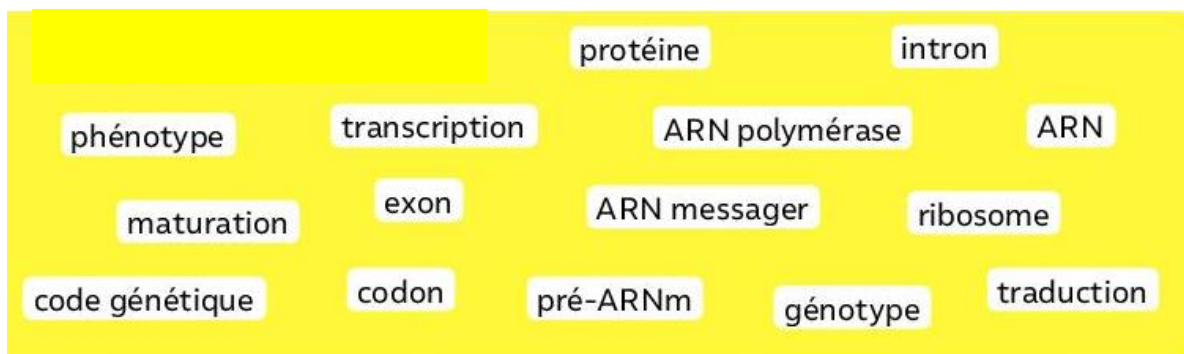 protéine intron
phénotype transcription ARN polymérase ARN
maturation exon ARN messager ribosome
code génétique codon pré-ARNm génotype traduction